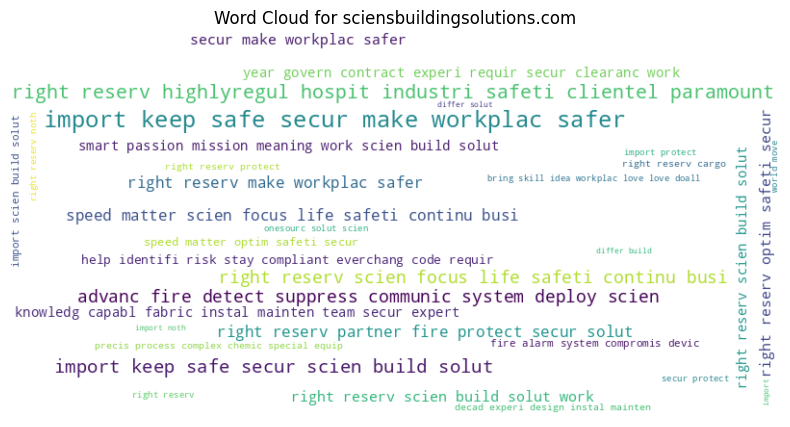 Word Cloud for sciensbuildingsolutions.com
secur make workplac safer
year govern contract experi requir secur clearanc work
right reserv highlyregul hospit industri safeti clientel paramount
differ solut
import keep safe secur make workplac safer
smart passion mission meaning work scien build solut
import protect
right reserv cargo
right reserv protect
right reserv make workplac safer
bring skill idea workplac love love doall
speed matter scien focus life safeti continu busi
onesourc solut scien
speed matter optim safeti secur
differ build
help identifi risk stay compliant everchang code requir
right reserv scien focus life safeti continu busi
advanc fire detect suppress communic system deploy scien
knowledg capabl fabric instal mainten team secur expert
import noth
right reserv partner fire protect secur solut
precis process complex chemic special equip
fire alarm system compromis devic
import keep safe secur scien build solut
secur protect
right reserv
right reserv scien build solut work
decad experi design instal mainten
import scien build solut
right reserv noth
right reserv scien build solut
right reserv optim safeti secur
world move
import